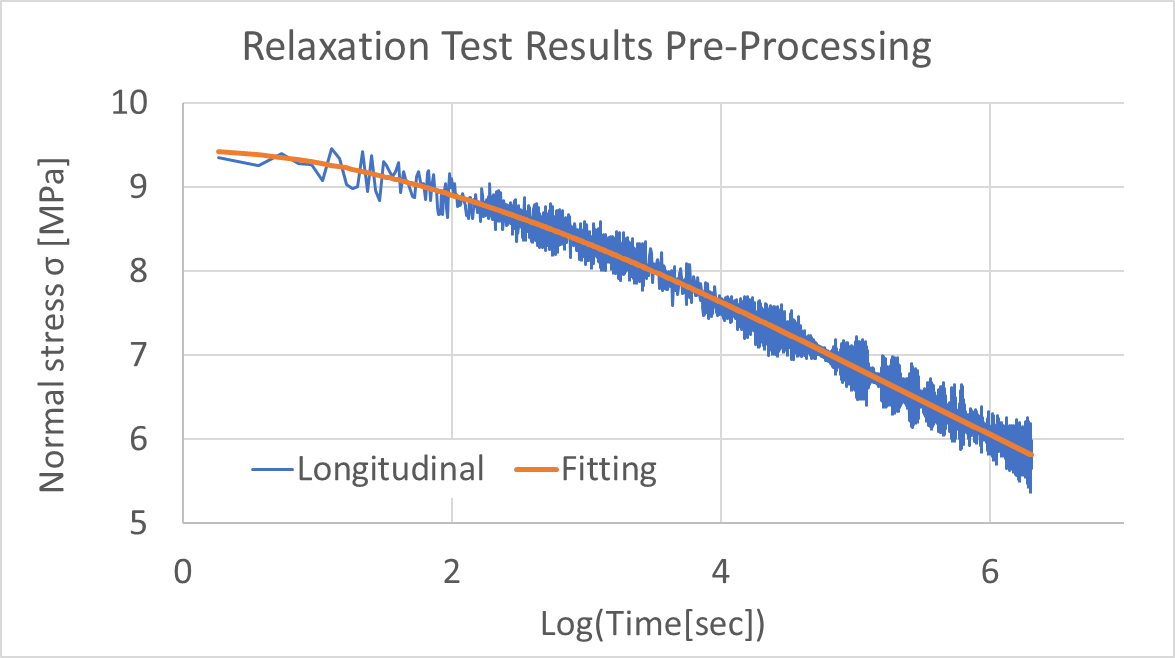 Relaxation Test Results Pre-Processing
10
9
8
7
6
5
Normal stress σ [MPa]
Longitudinal
Fitting
0 2 4 6
Log(Time[sec])